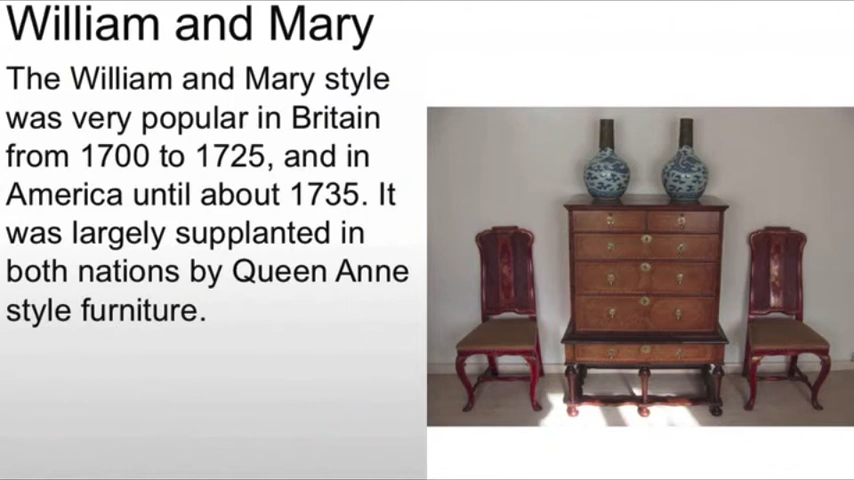 William and Mary
The William and Mary style
was very popular in Britain
from 1700 to 1725, and in
America until about 1735. It
was largely supplanted in
both nations by Queen Anne
style furniture.